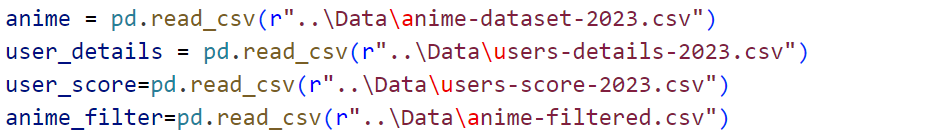 anime = pd.read_csv(r"..\Data\anime-dataset-2023.csv")
user_details = pd.read_csv(r"..\Data\users-details-2023.csv")
user_score=pd.read_csv(r"..\Data\users-score-2023.csv")
anime_filter=pd.read_csv(r"..\Data\anime-filtered.csv")